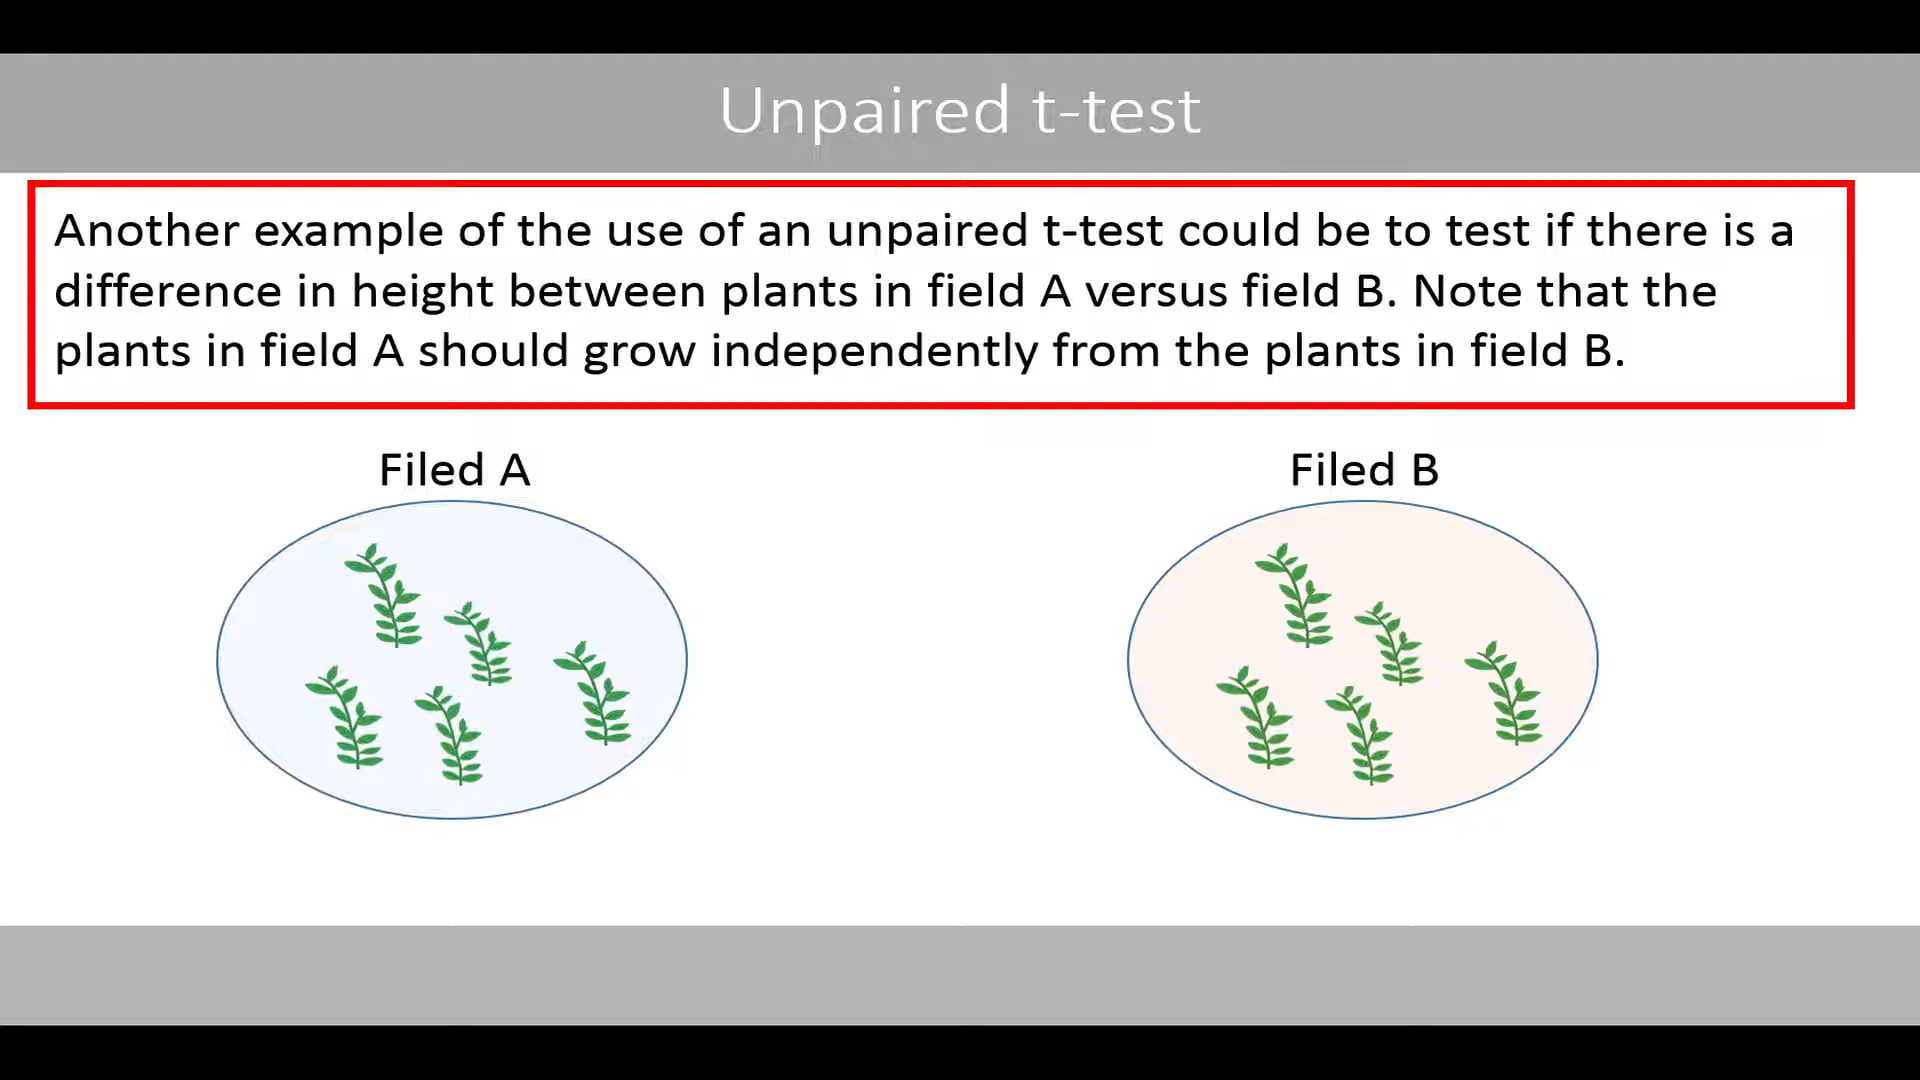 Unpaired t-test
Another example of the use of an unpaired t-test could be to test if there is a
difference in height between plants in field A versus field B. Note that the
plants in field A should grow independently from the plants in field B.
Filed A
Filed B